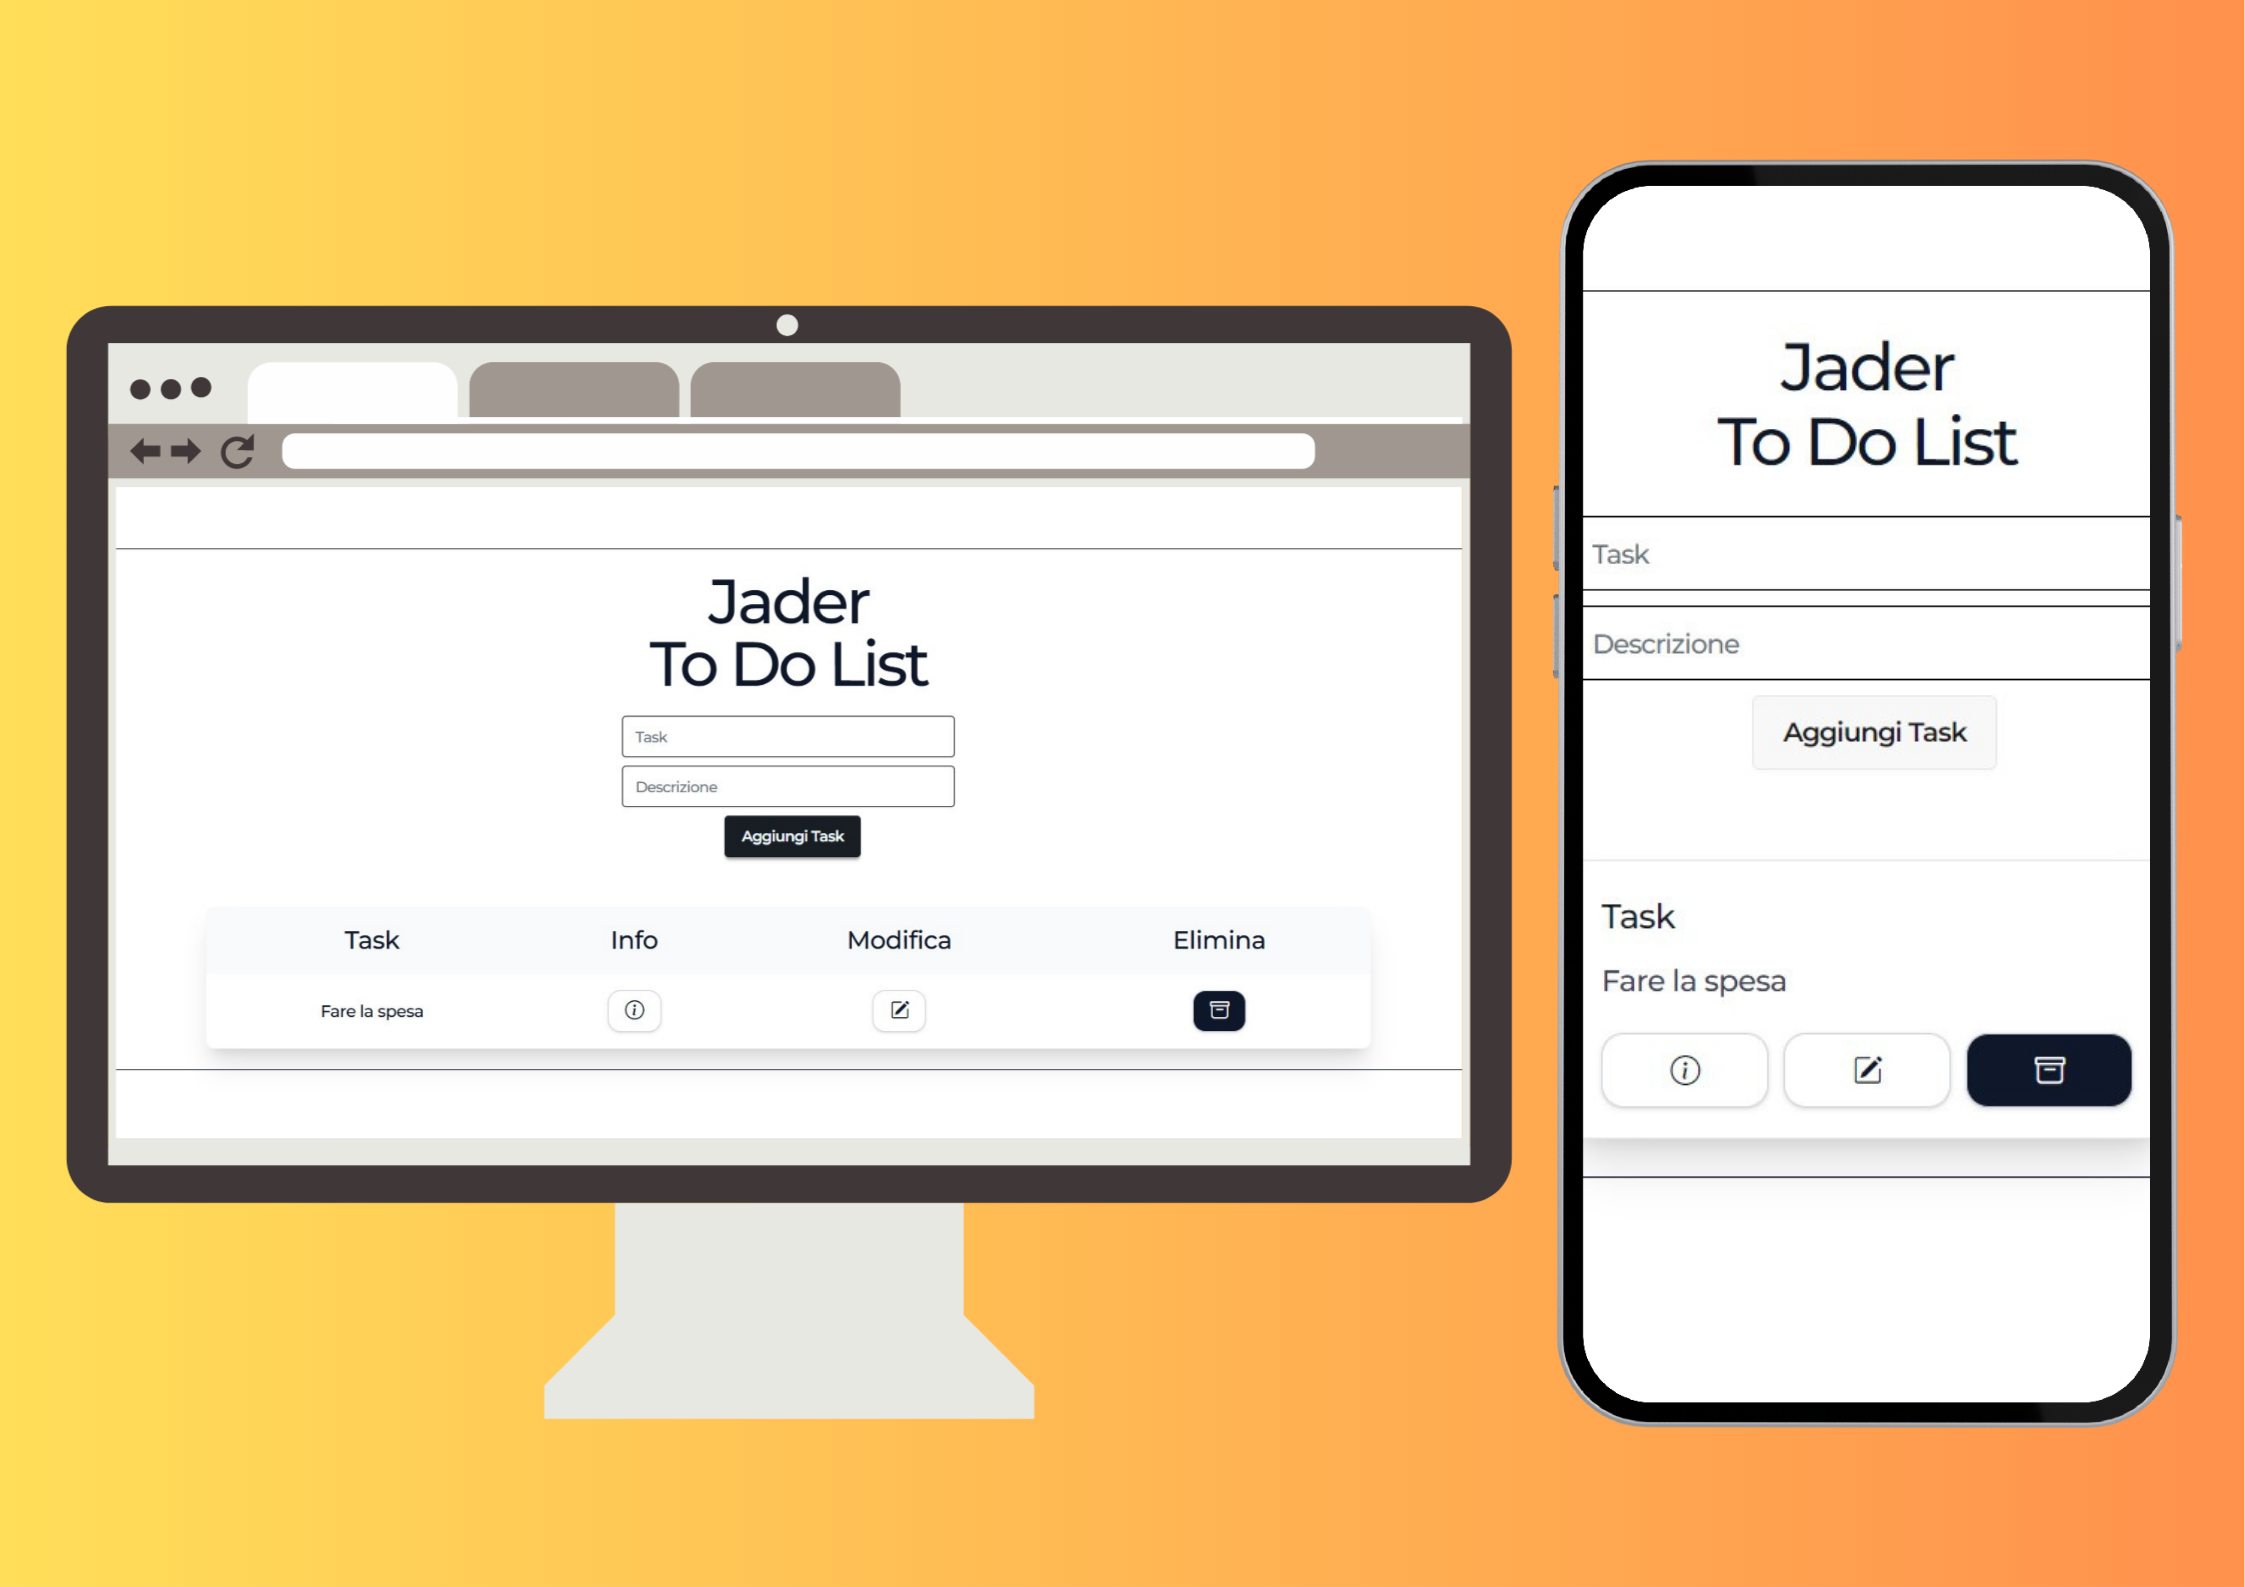 Jader
To Do List
Task
Descrizione
Aggiungi Task
Task Info Modifica Elimina
Fare la spesa
Jader
To Do List
Task
Descrizione
Aggiungi Task
Task
Fare la spesa